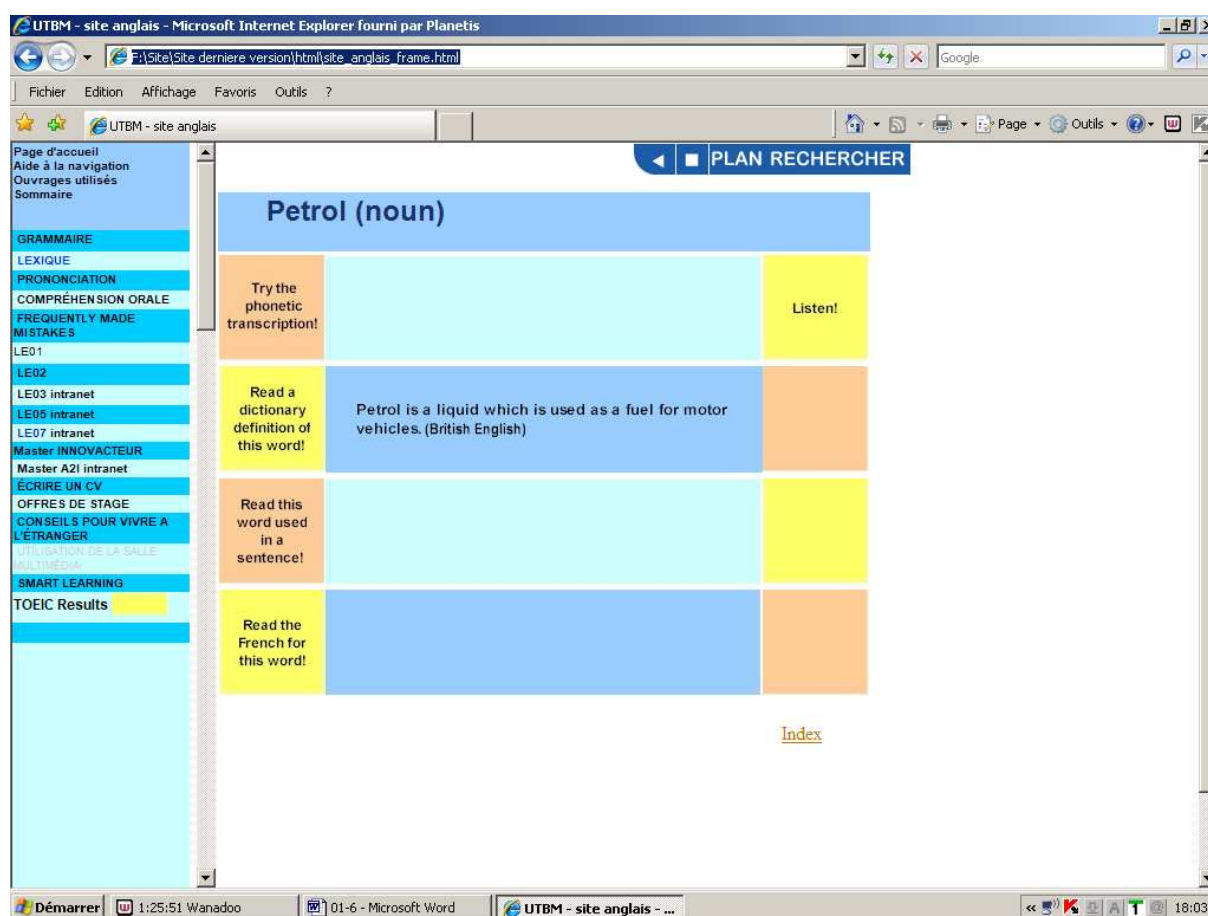 UTBM - site anglais - Microsoft Internet Explorer fourni par Planetis
F:\Site\Site derniere version\html\site_anglais_frame.html
Google
Fichier Edition Affichage Favoris Outils ?
UTBM - site anglais
Page Outils
Page d'accueil
Aide à la navigation
Ouvrages utilisés
Sommaire
GRAMMAIRE
LEXIQUE
PRONONCIATION
COMPRÉHENSION ORALE
FREQUENTLY MADE
MISTAKES
LE01
LE02
LE03 intranet
LE05 intranet
LE07 intranet
Master INNOVACTEUR
Master A2I intranet
ÉCRIRE UN CV
OFFRES DE STAGE
CONSEILS POUR VIVRE A
L'ÉTRANGER
UTILISATION DE LA SALLE
MULTIMÉDIA
SMART LEARNING
TOEIC Results
PLAN RECHERCHER
Petrol (noun)
Try the
phonetic
transcription!
Listen!
Read a
dictionary
definition of
this word!
Petrol is a liquid which is used as a fuel for motor
vehicles. (British English)
Read this
word used
in a
sentence!
Read the
French for
this word!
Index
Démarrer 1:25:51 Wanadoo 01-6 - Microsoft Word UTBM - site anglais - ... 18:03